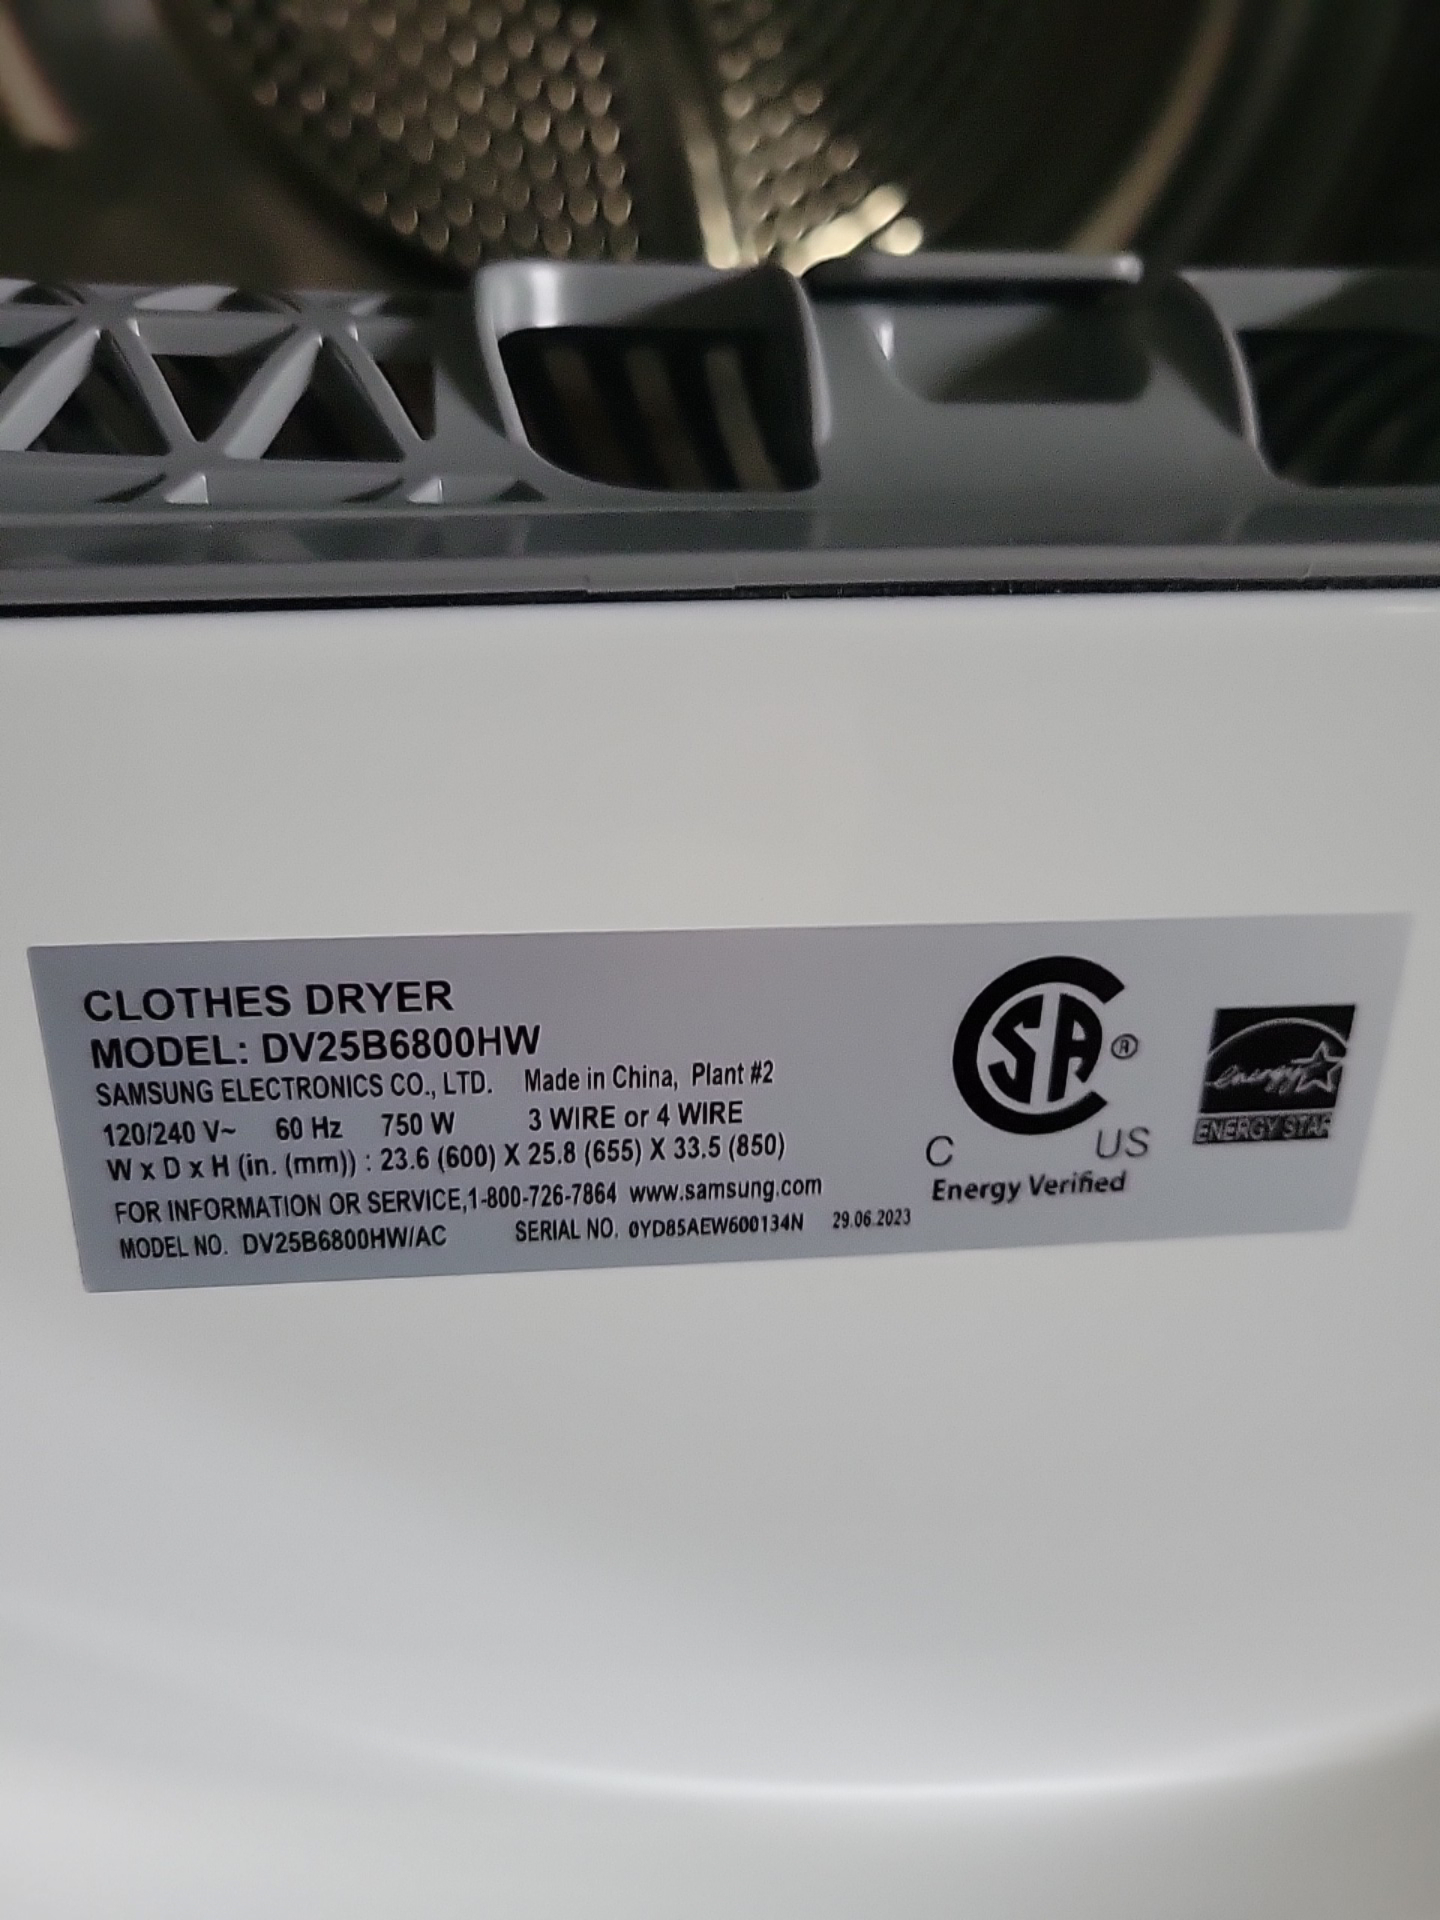 CLOTHES DRYER
MODEL: DV25B6800HW
SAMSUNG ELECTRONICS CO., LTD. Made in China, Plant #2
120/240 V~ 60 Hz 750 W 3 WIRE or 4 WIRE
W x D x H (in. (mm)) : 23.6 (600) X 25.8 (655) X 33.5 (850)
FOR INFORMATION OR SERVICE,1-800-726-7864 www.samsung.com
MODEL NO. DV25B6800HW/AC SERIAL NO. 0YD85AEW600134N 29.06.2023
CSA ®
C US
Energy Verified
energy
ENERGY STAR